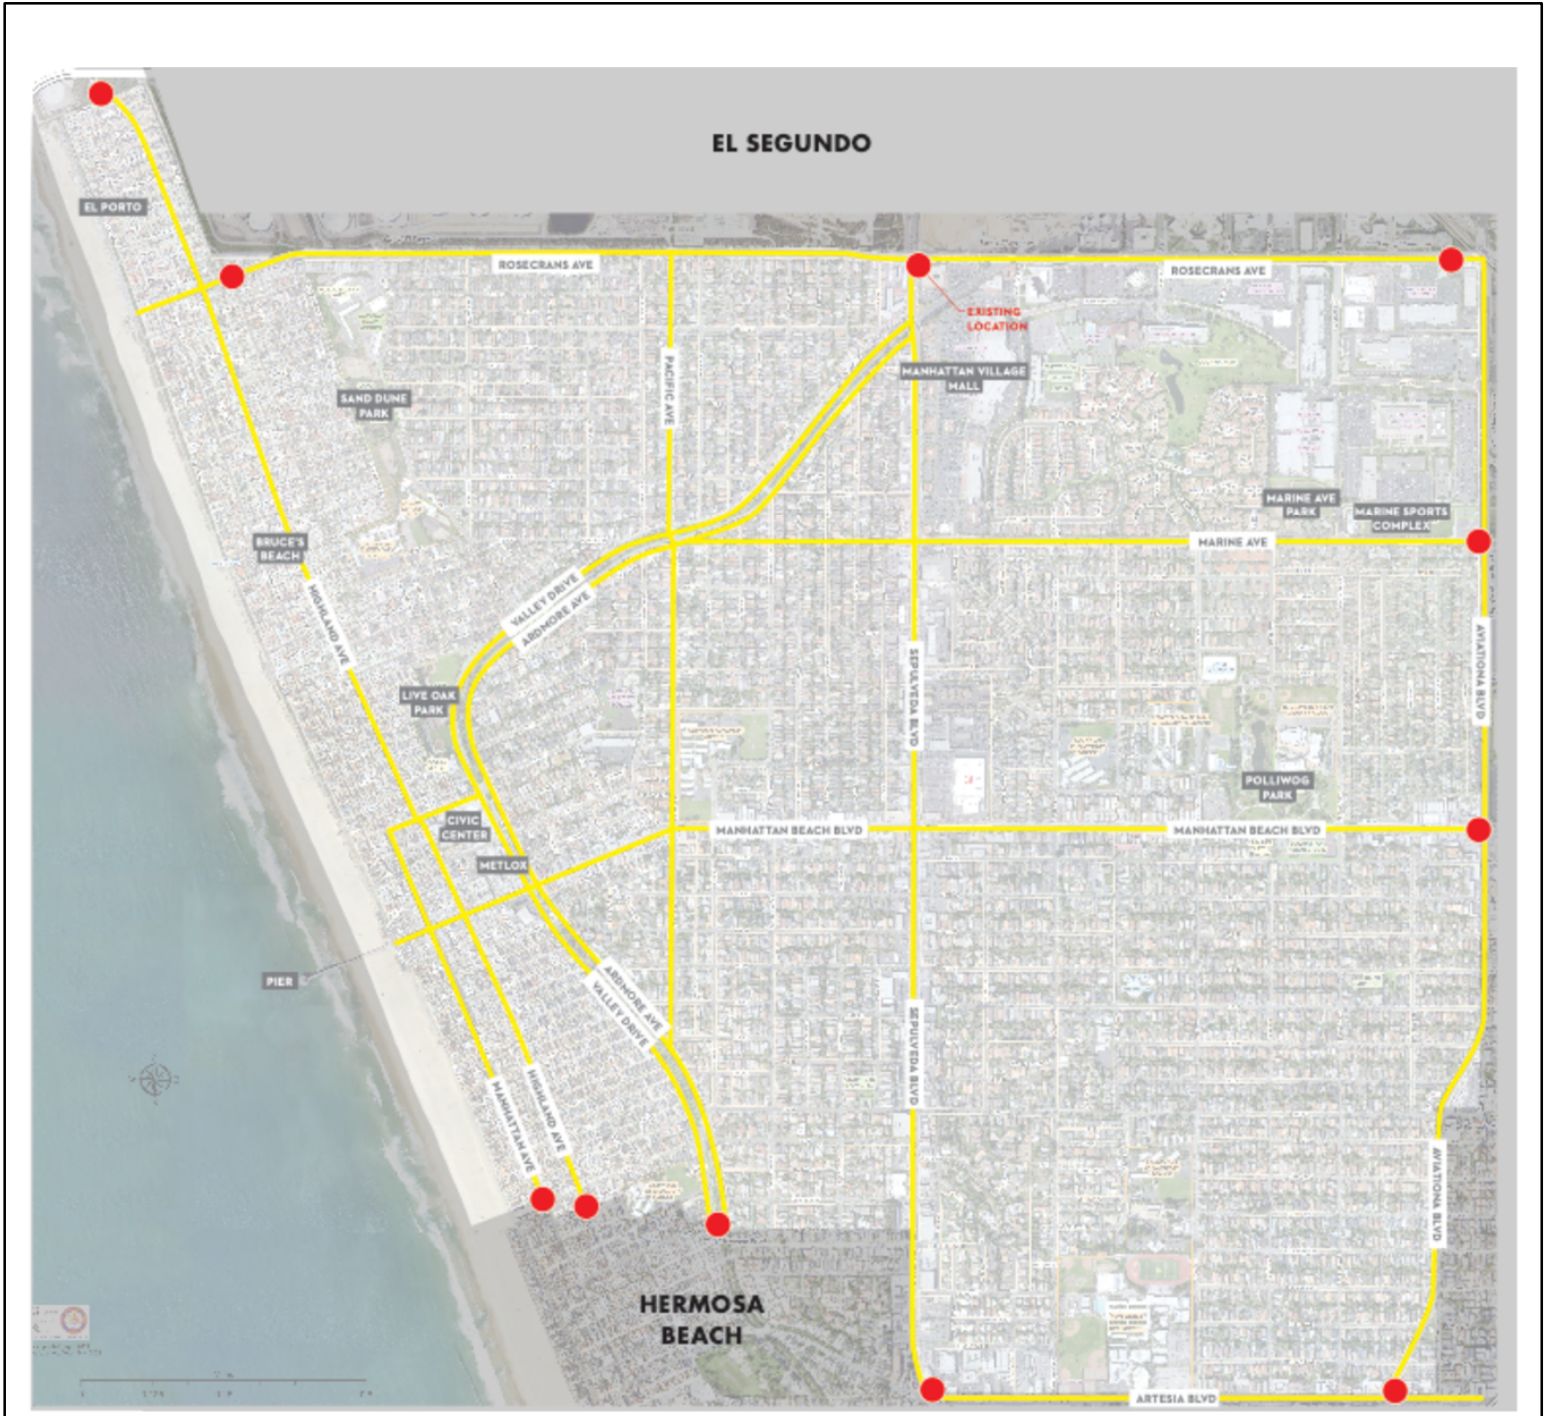 EL SEGUNDO
EL PORTO
ROSECRANS AVE
ROSECRANS AVE
EXISTING
LOCATION
MANHATTAN VILLAGE
MALL
PACIFIC AVE
SAND DUNE
PARK
MARINE AVE
PARK
MARINE SPORTS
COMPLEX
BRUCE'S
BEACH
MARINE AVE
HIGHLAND AVE
VALLEY DRIVE
ARDMORE AVE
SEPULVEDA BLVD
AVIATIONA BLVD
LIVE OAK
PARK
POLLIWOG
PARK
CIVIC
CENTER
MANHATTAN BEACH BLVD
MANHATTAN BEACH BLVD
METLOX
PIER
ARDMORE AVE
VALLEY DRIVE
SEPULVEDA BLVD
MANHATTAN AVE
HIGHLAND AVE
AVIATIONA BLVD
HERMOSA
BEACH
ARTESIA BLVD